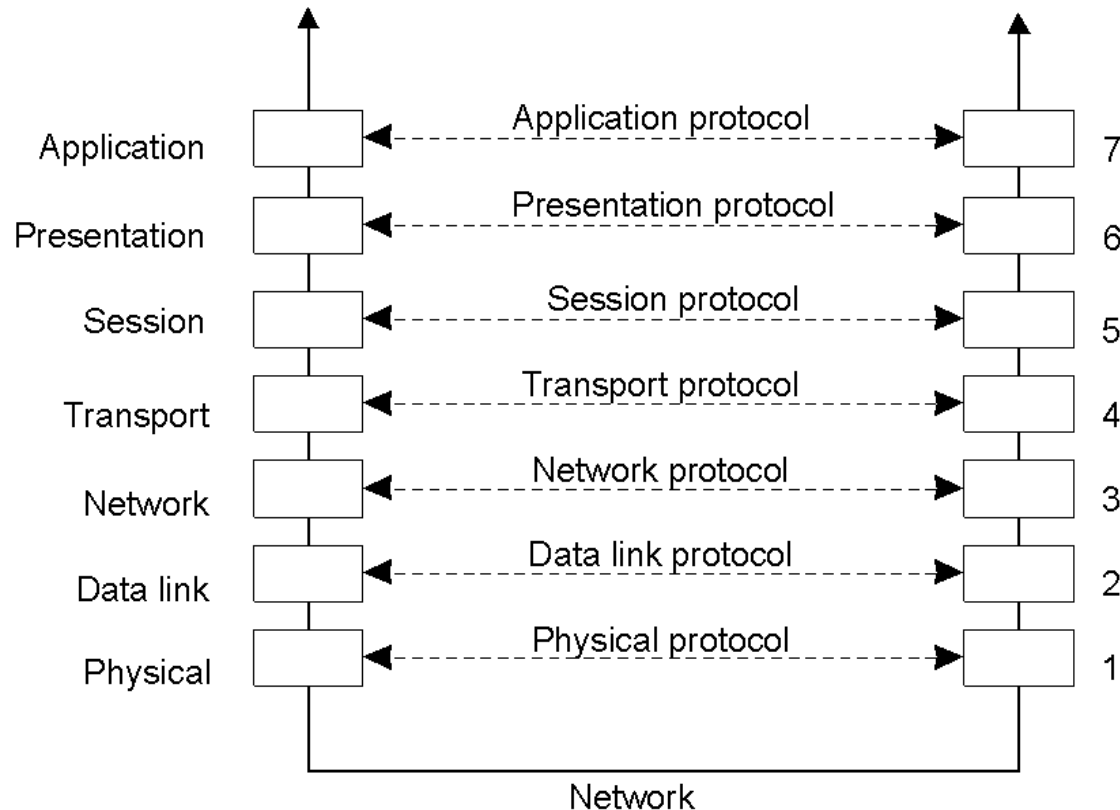 Application protocol
Application
7
Presentation protocol
Presentation
6
Session protocol
Session
5
Transport protocol
Transport
4
Network protocol
Network
3
Data link protocol
Data link
2
Physical protocol
Physical
1
Network